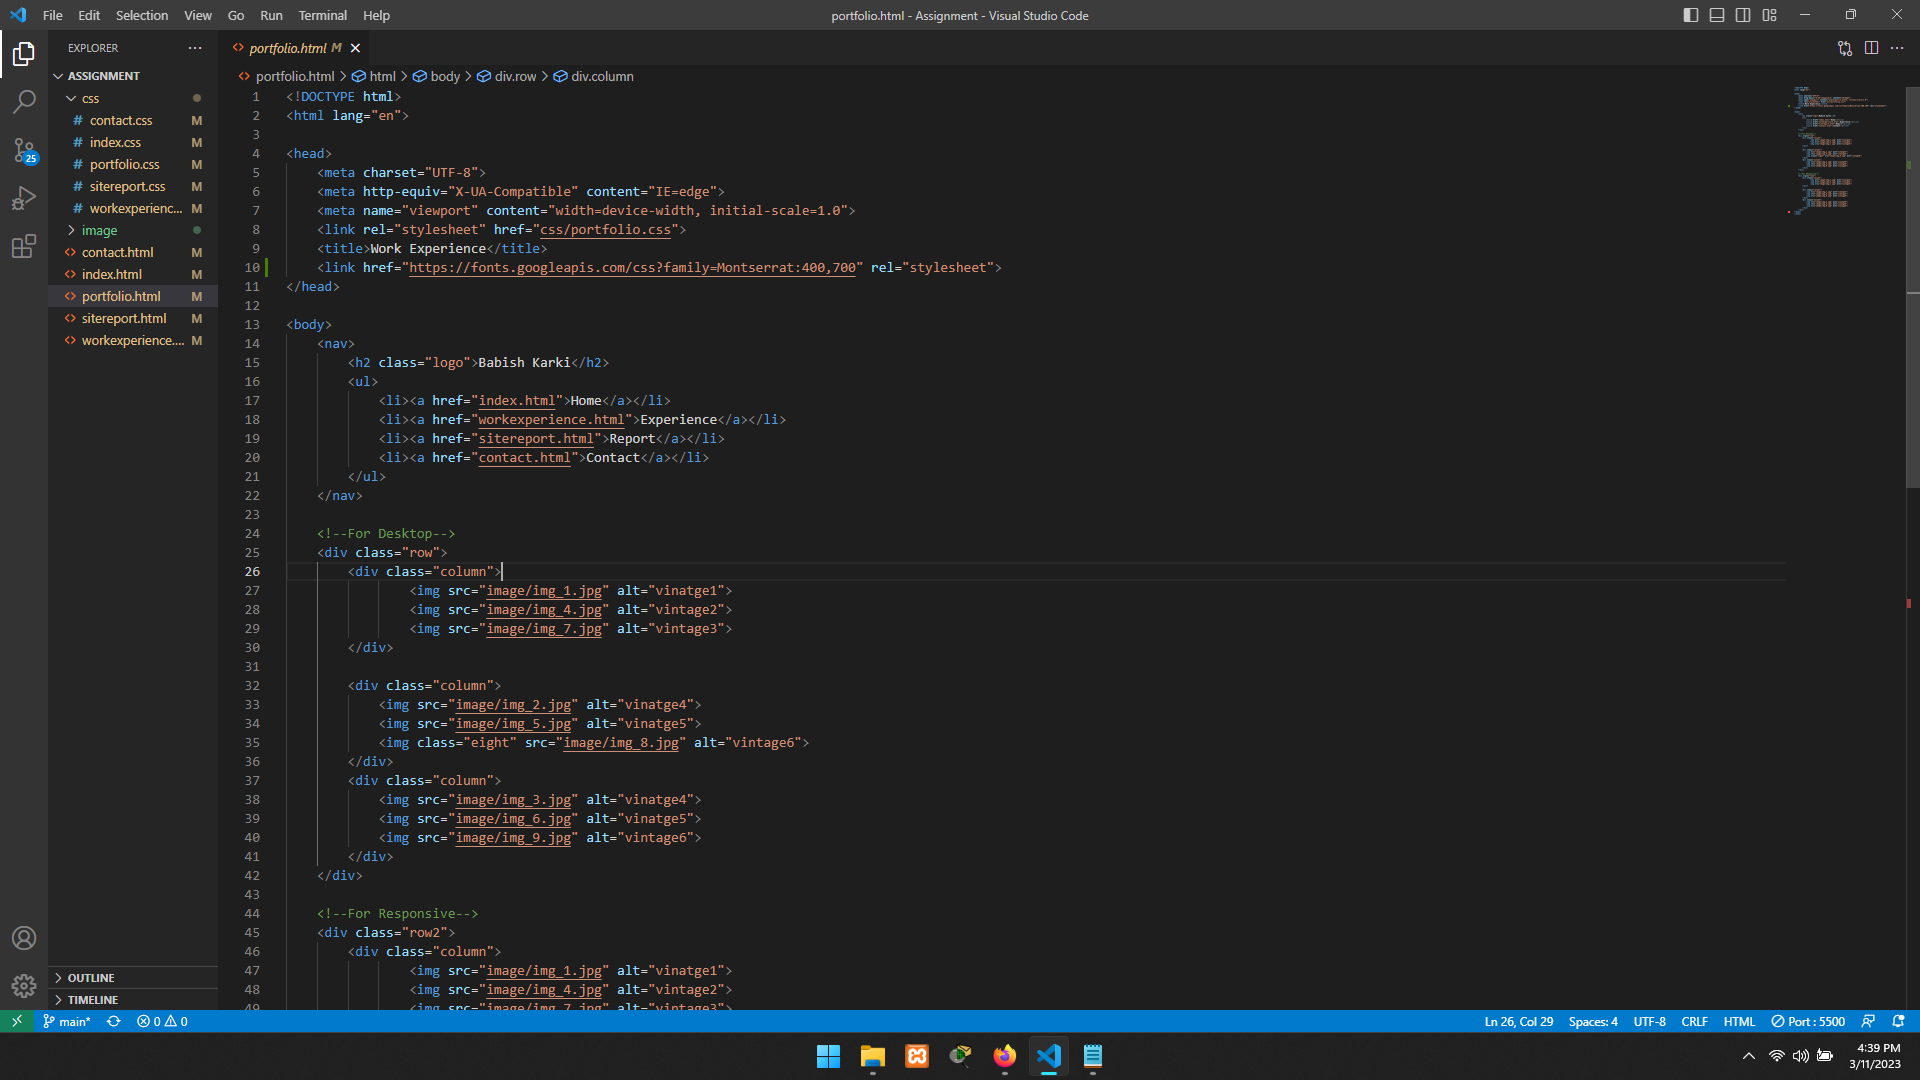 File Edit Selection View Go Run Terminal Help
portfolio.html - Assignment - Visual Studio Code
EXPLORER
ASSIGNMENT
css
# contact.css M
# index.css M
# portfolio.css M
# sitereport.css M
# workexperienc... M
image
contact.html M
index.html M
portfolio.html M
sitereport.html M
workexperience.... M
25
OUTLINE
TIMELINE
portfolio.html M
portfolio.html > html > body > div.row > div.column
1 <!DOCTYPE html>
2 <html lang="en">
3
4 <head>
5 <meta charset="UTF-8">
6 <meta http-equiv="X-UA-Compatible" content="IE=edge">
7 <meta name="viewport" content="width=device-width, initial-scale=1.0">
8 <link rel="stylesheet" href="css/portfolio.css">
9 <title>Work Experience</title>
10 <link href="https://fonts.googleapis.com/css?family=Montserrat:400,700" rel="stylesheet">
11 </head>
12
13 <body>
14 <nav>
15 <h2 class="logo">Babish Karki</h2>
16 <ul>
17 <li><a href="index.html">Home</a></li>
18 <li><a href="workexperience.html">Experience</a></li>
19 <li><a href="sitereport.html">Report</a></li>
20 <li><a href="contact.html">Contact</a></li>
21 </ul>
22 </nav>
23
24 <!--For Desktop-->
25 <div class="row">
26 <div class="column">
27 <img src="image/img_1.jpg" alt="vinatge1">
28 <img src="image/img_4.jpg" alt="vintage2">
29 <img src="image/img_7.jpg" alt="vintage3">
30 </div>
31
32 <div class="column">
33 <img src="image/img_2.jpg" alt="vinatge4">
34 <img src="image/img_5.jpg" alt="vinatge5">
35 <img class="eight" src="image/img_8.jpg" alt="vintage6">
36 </div>
37 <div class="column">
38 <img src="image/img_3.jpg" alt="vinatge4">
39 <img src="image/img_6.jpg" alt="vinatge5">
40 <img src="image/img_9.jpg" alt="vintage6">
41 </div>
42 </div>
43
44 <!--For Responsive-->
45 <div class="row2">
46 <div class="column">
47 <img src="image/img_1.jpg" alt="vinatge1">
48 <img src="image/img_4.jpg" alt="vintage2">
49 <img src="image/img_7.jpg" alt="vintage3">
main* 0 0
Ln 26, Col 29 Spaces: 4 UTF-8 CRLF HTML Port : 5500
4:39 PM
3/11/2023